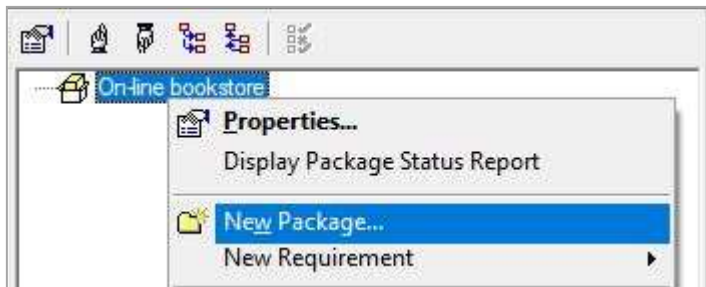 On-line bookstore
Properties...
Display Package Status Report
New Package...
New Requirement